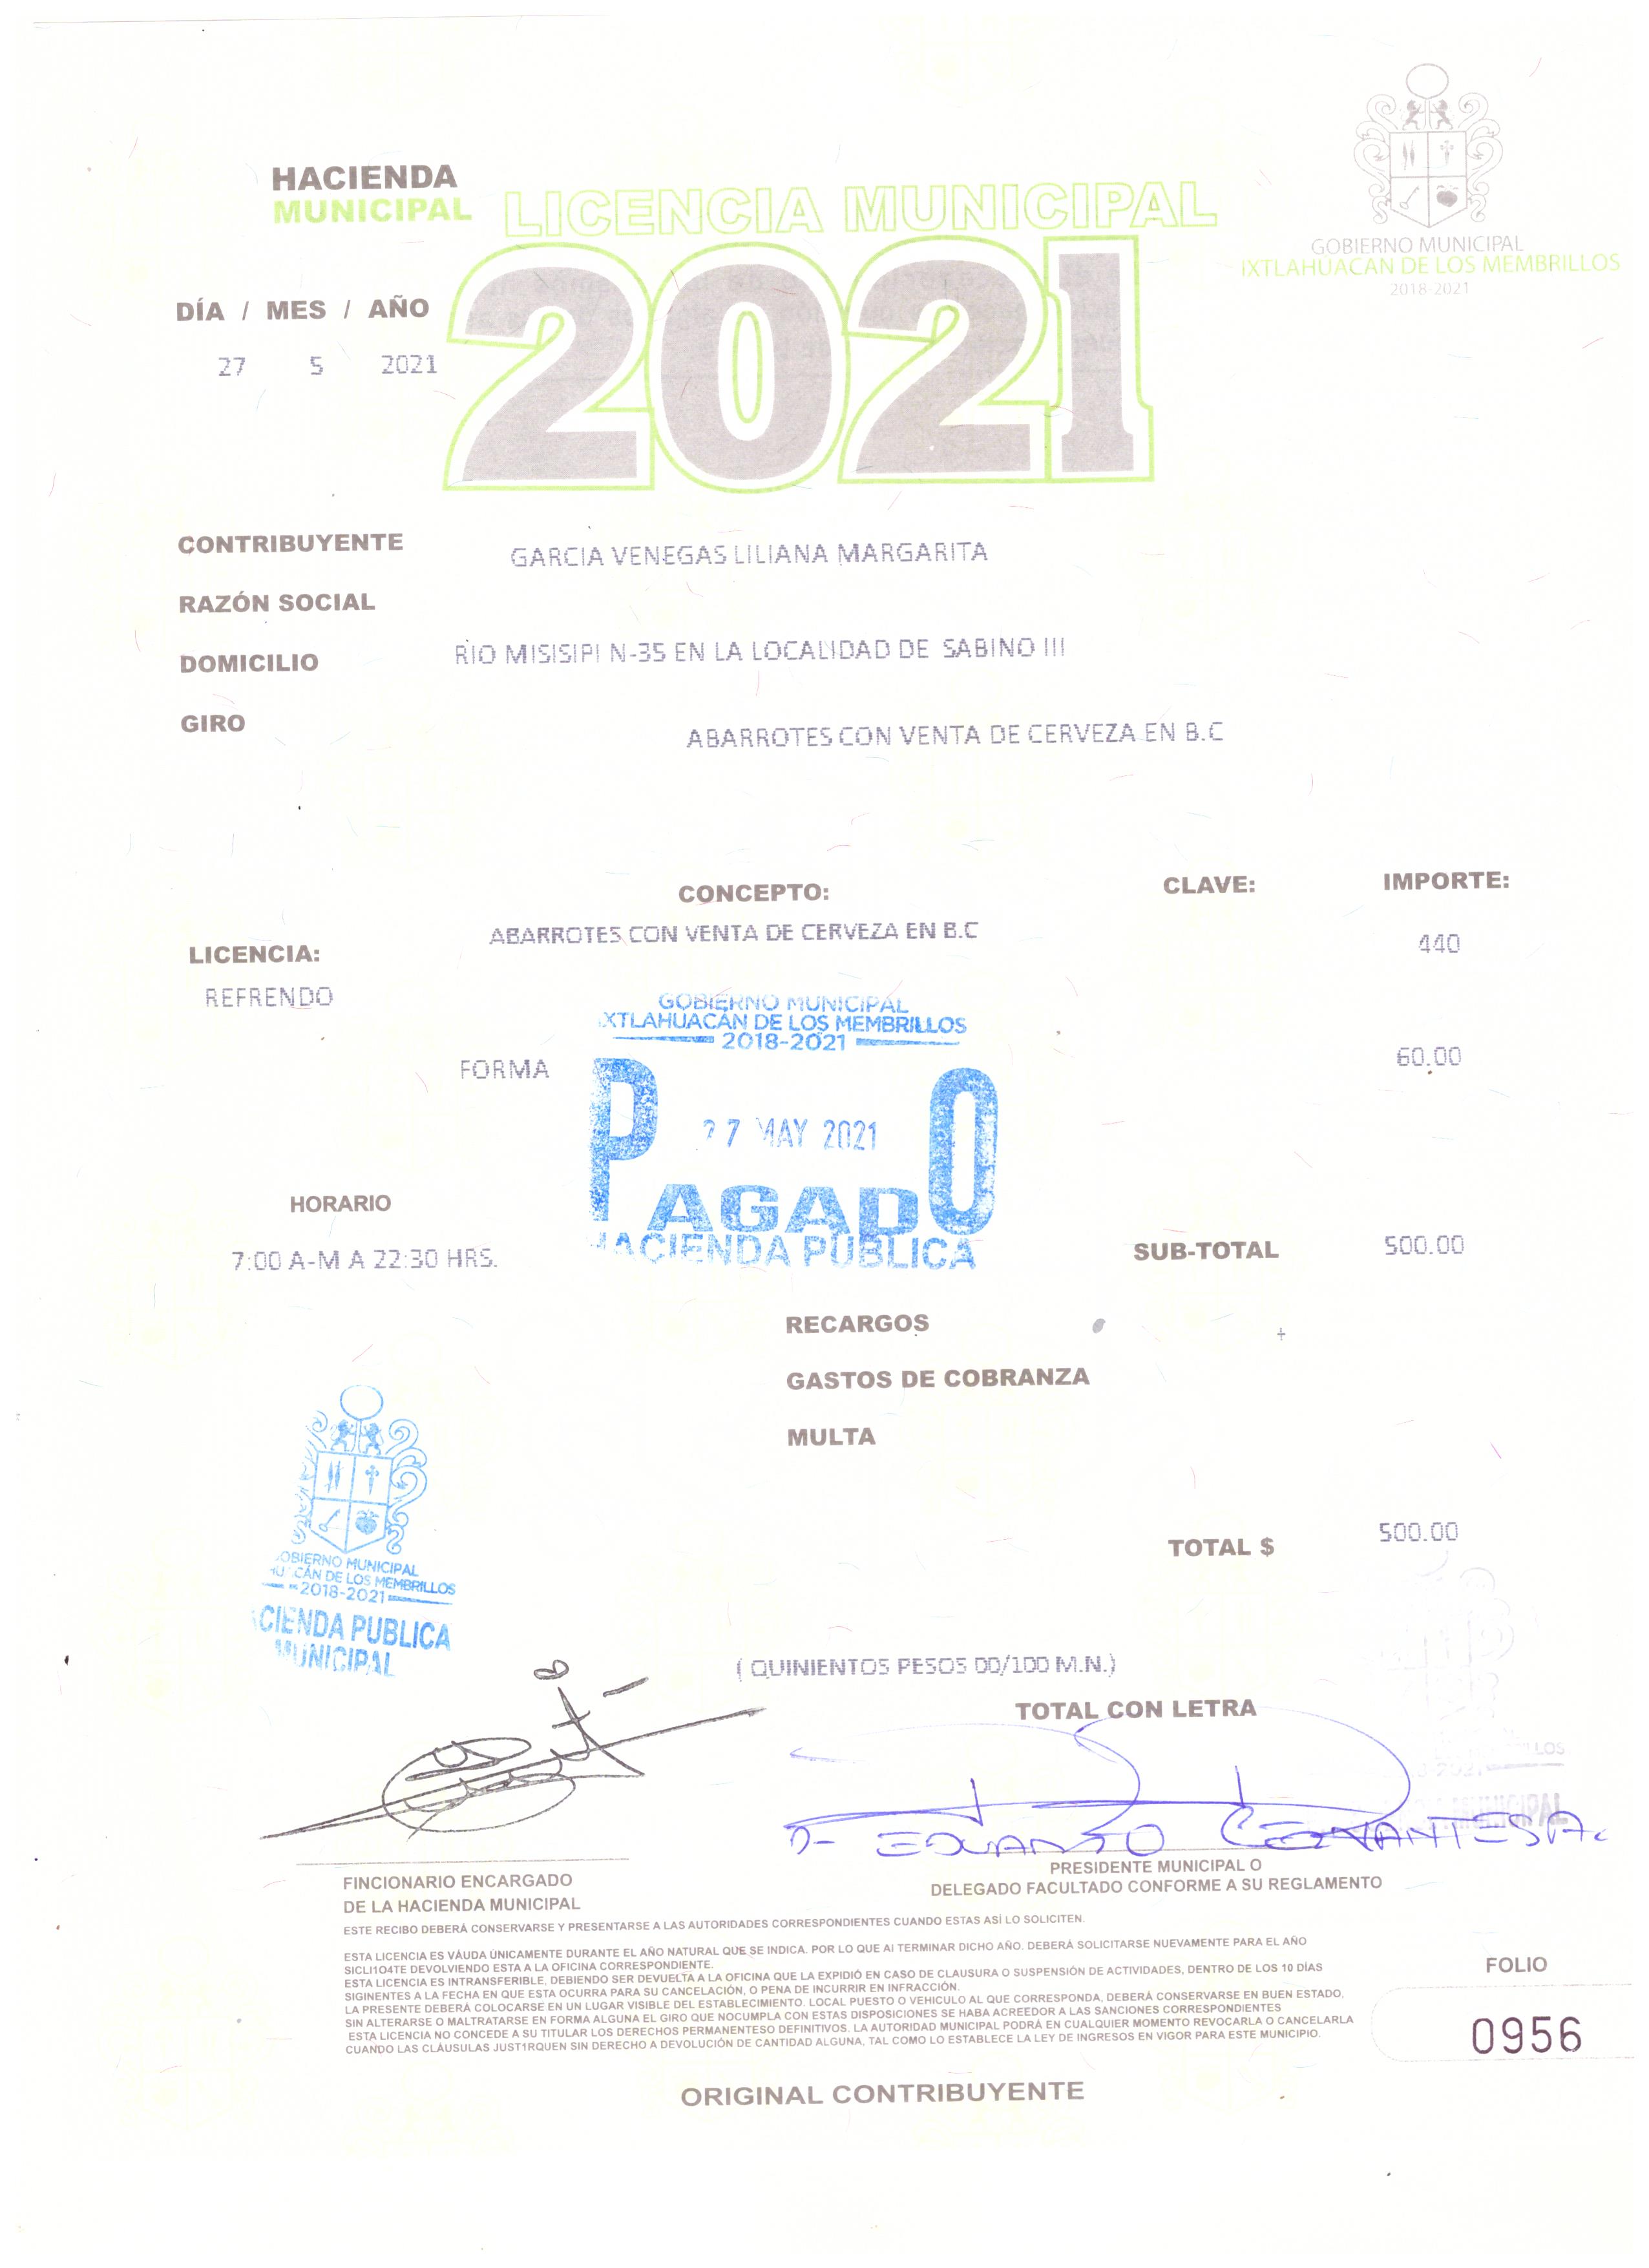 HACIENDA
MUNICIPAL
LICENCIA MUNICIPAL
2021
GOBIERNO MUNICIPAL
IXTLAHUACAN DE LOS MEMBRILLOS
2018-2021
DÍA / MES / AÑO
27 5 2021
CONTRIBUYENTE GARCIA VENEGAS LILIANA MARGARITA
RAZÓN SOCIAL
DOMICILIO RIO MISISIPI N-35 EN LA LOCALIDAD DE SABINO III
GIRO ABARROTES CON VENTA DE CERVEZA EN B.C
CONCEPTO: CLAVE: IMPORTE:
LICENCIA: ABARROTES CON VENTA DE CERVEZA EN B.C 440
REFRENDO
GOBIERNO MUNICIPAL
IXTLAHUACÁN DE LOS MEMBRILLOS
2018-2021
FORMA 60.00
27 MAY 2021
PAGADO
HACIENDA PÚBLICA
HORARIO
7:00 A-M A 22:30 HRS.
SUB-TOTAL 500.00
RECARGOS
GASTOS DE COBRANZA
MULTA
TOTAL $ 500.00
OBIERNO MUNICIPAL
CÁN DE LOS MEMBRILLOS
2018-2021
CIENDA PUBLICA
MUNICIPAL
( QUINIENTOS PESOS 00/100 M.N.)
TOTAL CON LETRA
LLOS
EDUARDO CERVANTES
FINCIONARIO ENCARGADO
DE LA HACIENDA MUNICIPAL
PRESIDENTE MUNICIPAL O
DELEGADO FACULTADO CONFORME A SU REGLAMENTO
ESTE RECIBO DEBERÁ CONSERVARSE Y PRESENTARSE A LAS AUTORIDADES CORRESPONDIENTES CUANDO ESTAS ASÍ LO SOLICITEN.
ESTA LICENCIA ES VÁUDA ÚNICAMENTE DURANTE EL AÑO NATURAL QUE SE INDICA. POR LO QUE AI TERMINAR DICHO AÑO. DEBERÁ SOLICITARSE NUEVAMENTE PARA EL AÑO
SICLI1O4TE DEVOLVIENDO ESTA A LA OFICINA CORRESPONDIENTE.
ESTA LICENCIA ES INTRANSFERIBLE, DEBIENDO SER DEVUELTA A LA OFICINA QUE LA EXPIDIÓ EN CASO DE CLAUSURA O SUSPENSIÓN DE ACTIVIDADES, DENTRO DE LOS 10 DÍAS
SIGINENTES A LA FECHA EN QUE ESTA OCURRA PARA SU CANCELACIÓN, O PENA DE INCURRIR EN INFRACCIÓN.
LA PRESENTE DEBERÁ COLOCARSE EN UN LUGAR VISIBLE DEL ESTABLECIMIENTO. LOCAL PUESTO O VEHICULO AL QUE CORRESPONDA, DEBERÁ CONSERVARSE EN BUEN ESTADO,
SIN ALTERARSE O MALTRATARSE EN FORMA ALGUNA EL GIRO QUE NOCUMPLA CON ESTAS DISPOSICIONES SE HABA ACREEDOR A LAS SANCIONES CORRESPONDIENTES
ESTA LICENCIA NO CONCEDE A SU TITULAR LOS DERECHOS PERMANENTESO DEFINITIVOS. LA AUTORIDAD MUNICIPAL PODRÁ EN CUALQUIER MOMENTO REVOCARLA O CANCELARLA
CUANDO LAS CLÁUSULAS JUST1RQUEN SIN DERECHO A DEVOLUCIÓN DE CANTIDAD ALGUNA, TAL COMO LO ESTABLECE LA LEY DE INGRESOS EN VIGOR PARA ESTE MUNICIPIO.
FOLIO
0956
ORIGINAL CONTRIBUYENTE